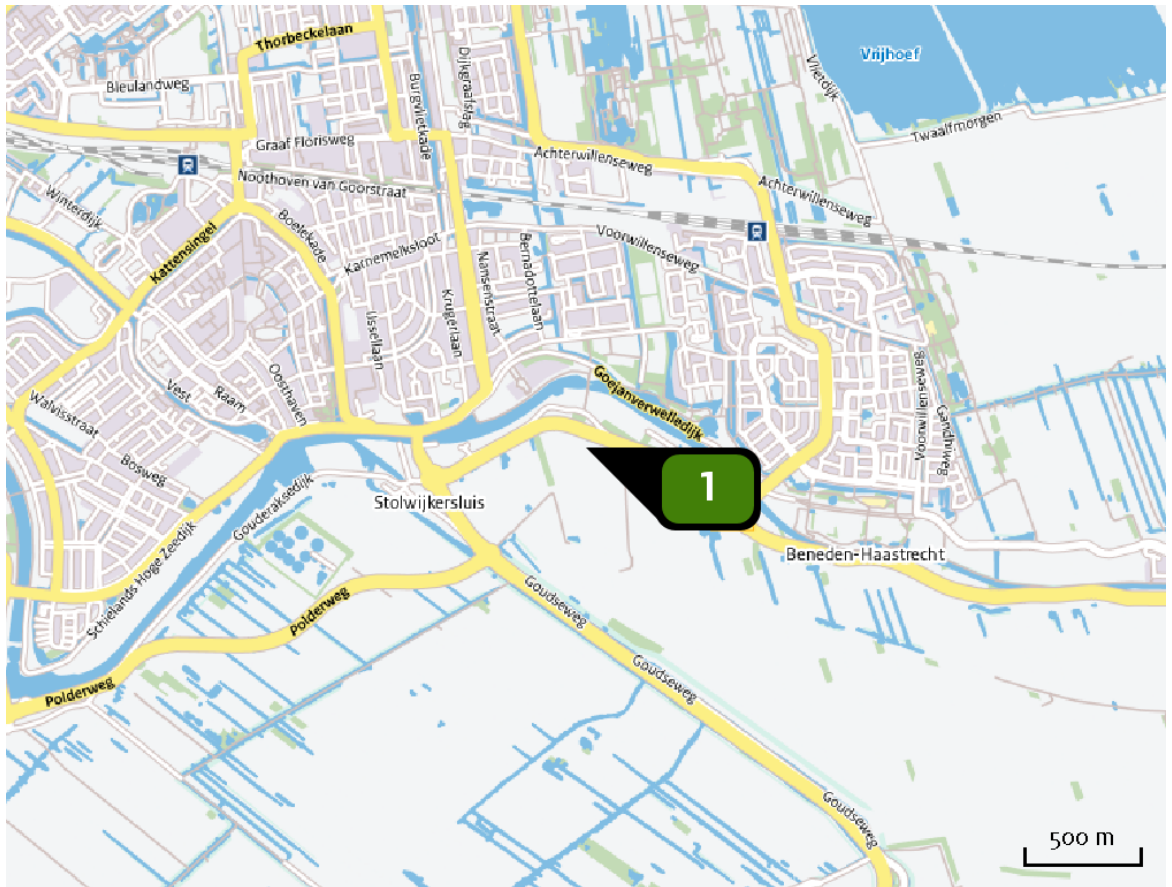 Thorbeckelaan
Vrijhoef
Bleulandweg
Burgvlietkade
Dijkgraafslag
Vlietdijk
Twaalfmorgen
Graaf Florisweg
Achterwillenseweg
Noothoven van Goorstraat
Achterwillenseweg
Winterdijk
Kattensingel
Boelekade
Karnemelksloot
Bernadottelaan
Voorwillenseweg
Nansenstraat
Krugerlaan
IJssellaan
Oosthaven
Vest
Raam
Walvisstraat
Goejanverwelledijk
Voorwillenseweg
Gandhiweg
Bosweg
1
Stolwijkersluis
Gouderaksedijk
Schielands Hoge Zeedijk
Beneden-Haastrecht
Polderweg
Goudseweg
Goudseweg
Polderweg
Goudseweg
500 m